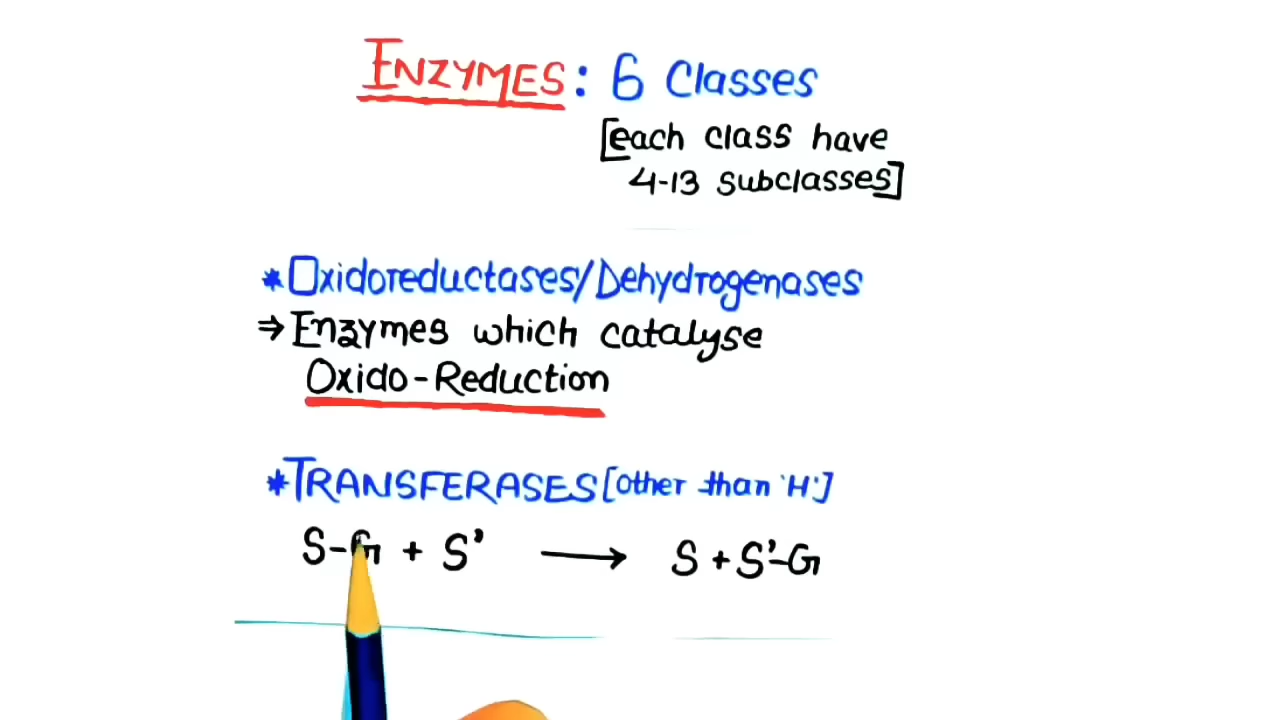 ENZYMES: 6 Classes
[each class have
4-13 subclasses]
*Oxidoreductases/Dehydrogenases
⇒ Enzymes which catalyse
Oxido-Reduction
*TRANSFERASES [other than 'H']
S-G + S' ⟶ S + S'-G